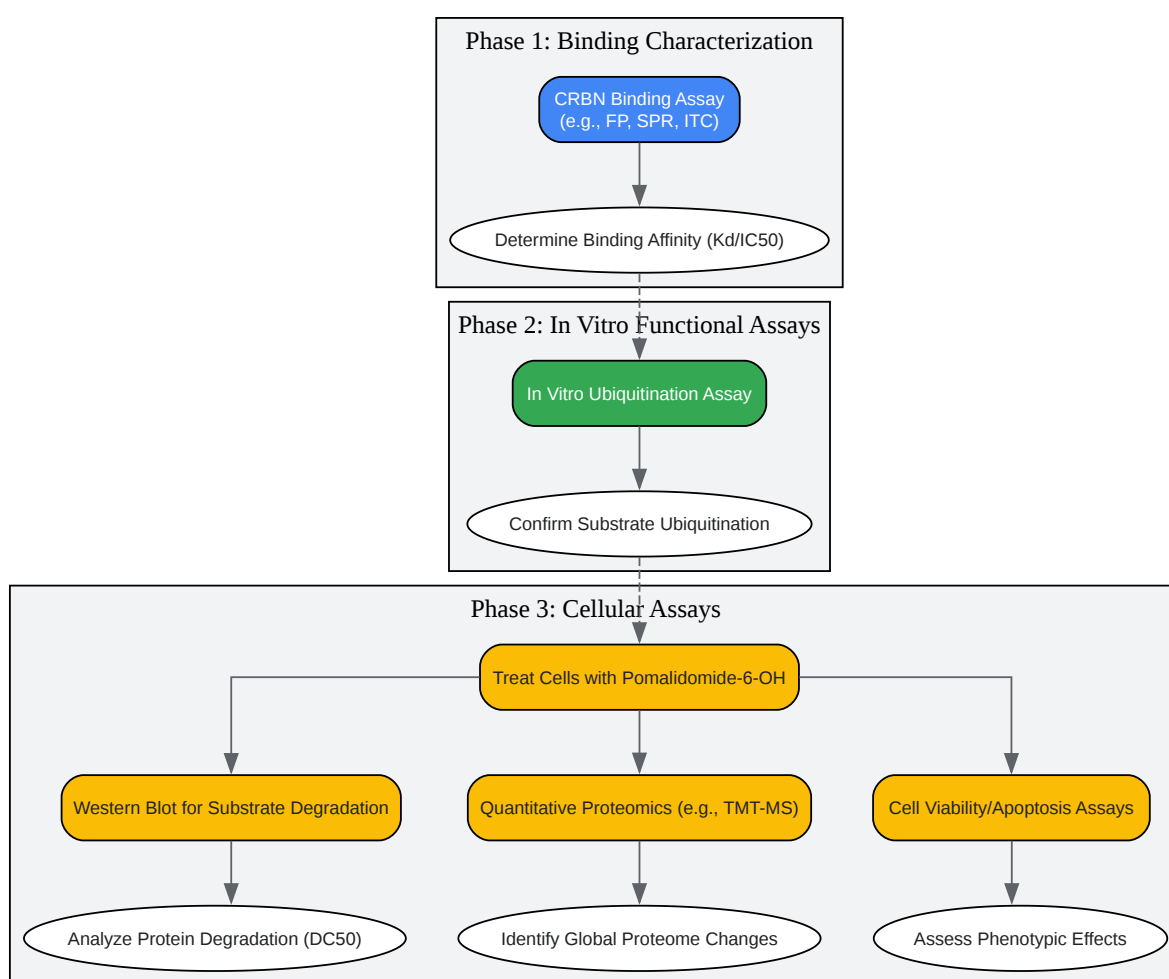 Phase 1: Binding Characterization
CRBN Binding Assay
(e.g., FP, SPR, ITC)
Determine Binding Affinity (Kd/IC50)
Phase 2: In Vitro Functional Assays
In Vitro Ubiquitination Assay
Confirm Substrate Ubiquitination
Phase 3: Cellular Assays
Treat Cells with Pomalidomide-6-OH
Western Blot for Substrate Degradation
Quantitative Proteomics (e.g., TMT-MS)
Cell Viability/Apoptosis Assays
Analyze Protein Degradation (DC50)
Identify Global Proteome Changes
Assess Phenotypic Effects